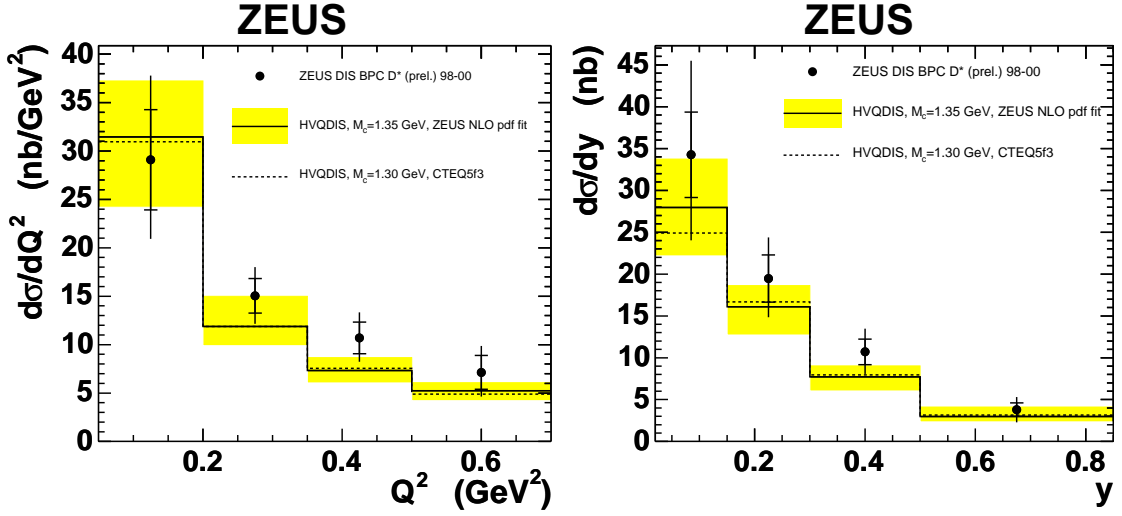 ZEUS
dσ/dQ² (nb/GeV²)
40
35
30
25
20
15
10
5
0
ZEUS DIS BPC D* (prel.) 98-00
HVQDIS, Mc=1.35 GeV, ZEUS NLO pdf fit
HVQDIS, Mc=1.30 GeV, CTEQ5f3
0.2 0.4 0.6
Q² (GeV²)
ZEUS
dσ/dy (nb)
45
40
35
30
25
20
15
10
5
0
ZEUS DIS BPC D* (prel.) 98-00
HVQDIS, Mc=1.35 GeV, ZEUS NLO pdf fit
HVQDIS, Mc=1.30 GeV, CTEQ5f3
0.2 0.4 0.6 0.8
y